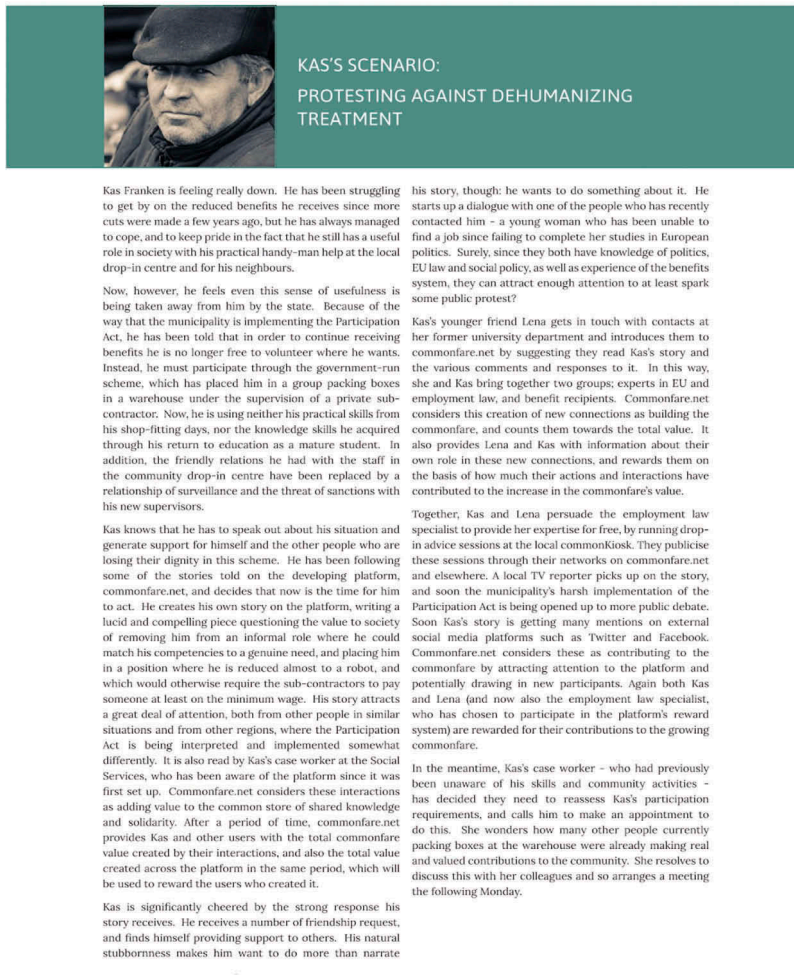 KAS'S SCENARIO:
PROTESTING AGAINST DEHUMANIZING
TREATMENT
Kas Franken is feeling really down. He has been struggling
to get by on the reduced benefits he receives since more
cuts were made a few years ago, but he has always managed
to cope, and to keep pride in the fact that he still has a useful
role in society with his practical handy-man help at the local
drop-in centre and for his neighbours.
Now, however, he feels even this sense of usefulness is
being taken away from him by the state. Because of the
way that the municipality is implementing the Participation
Act, he has been told that in order to continue receiving
benefits he is no longer free to volunteer where he wants.
Instead, he must participate through the government-run
scheme, which has placed him in a group packing boxes
in a warehouse under the supervision of a private sub-
contractor. Now, he is using neither his practical skills from
his shop-fitting days, nor the knowledge skills he acquired
through his return to education as a mature student. In
addition, the friendly relations he had with the staff in
the community drop-in centre have been replaced by a
relationship of surveillance and the threat of sanctions with
his new supervisors.
Kas knows that he has to speak out about his situation and
generate support for himself and the other people who are
losing their dignity in this scheme. He has been following
some of the stories told on the developing platform,
commonfare.net, and decides that now is the time for him
to act. He creates his own story on the platform, writing a
lucid and compelling piece questioning the value to society
of removing him from an informal role where he could
match his competencies to a genuine need, and placing him
in a position where he is reduced almost to a robot, and
which would otherwise require the sub-contractors to pay
someone at least on the minimum wage. His story attracts
a great deal of attention, both from other people in similar
situations and from other regions, where the Participation
Act is being interpreted and implemented somewhat
differently. It is also read by Kas's case worker at the Social
Services, who has been aware of the platform since it was
first set up. Commonfare.net considers these interactions
as adding value to the common store of shared knowledge
and solidarity. After a period of time, commonfare.net
provides Kas and other users with the total commonfare
value created by their interactions, and also the total value
created across the platform in the same period, which will
be used to reward the users who created it.
Kas is significantly cheered by the strong response his
story receives. He receives a number of friendship request,
and finds himself providing support to others. His natural
stubbornness makes him want to do more than narrate
his story, though: he wants to do something about it. He
starts up a dialogue with one of the people who has recently
contacted him - a young woman who has been unable to
find a job since failing to complete her studies in European
politics. Surely, since they both have knowledge of politics,
EU law and social policy, as well as experience of the benefits
system, they can attract enough attention to at least spark
some public protest?
Kas's younger friend Lena gets in touch with contacts at
her former university department and introduces them to
commonfare.net by suggesting they read Kas's story and
the various comments and responses to it. In this way,
she and Kas bring together two groups; experts in EU and
employment law, and benefit recipients. Commonfare.net
considers this creation of new connections as building the
commonfare, and counts them towards the total value. It
also provides Lena and Kas with information about their
own role in these new connections, and rewards them on
the basis of how much their actions and interactions have
contributed to the increase in the commonfare's value.
Together, Kas and Lena persuade the employment law
specialist to provide her expertise for free, by running drop-
in advice sessions at the local commonKiosk. They publicise
these sessions through their networks on commonfare.net
and elsewhere. A local TV reporter picks up on the story,
and soon the municipality's harsh implementation of the
Participation Act is being opened up to more public debate.
Soon Kas's story is getting many mentions on external
social media platforms such as Twitter and Facebook.
Commonfare.net considers these as contributing to the
commonfare by attracting attention to the platform and
potentially drawing in new participants. Again both Kas
and Lena (and now also the employment law specialist,
who has chosen to participate in the platform's reward
system) are rewarded for their contributions to the growing
commonfare.
In the meantime, Kas's case worker - who had previously
been unaware of his skills and community activities -
has decided they need to reassess Kas's participation
requirements, and calls him to make an appointment to
do this. She wonders how many other people currently
packing boxes at the warehouse were already making real
and valued contributions to the community. She resolves to
discuss this with her colleagues and so arranges a meeting
the following Monday.